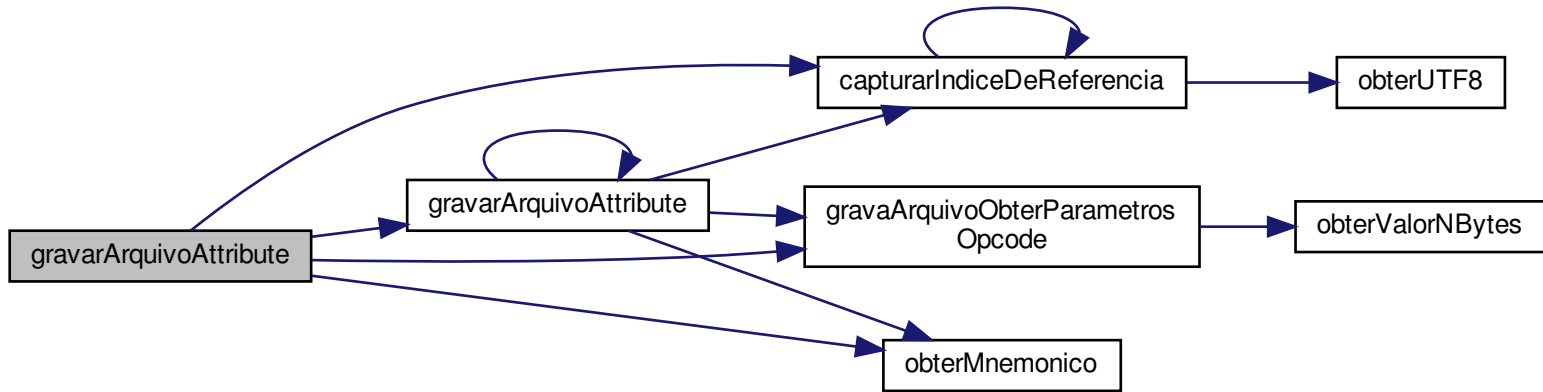 gravarArquivoAttribute
gravarArquivoAttribute
capturarIndiceDeReferencia
obterUTF8
gravaArquivoObterParametros
Opcode
obterValorNBytes
obterMnemonico